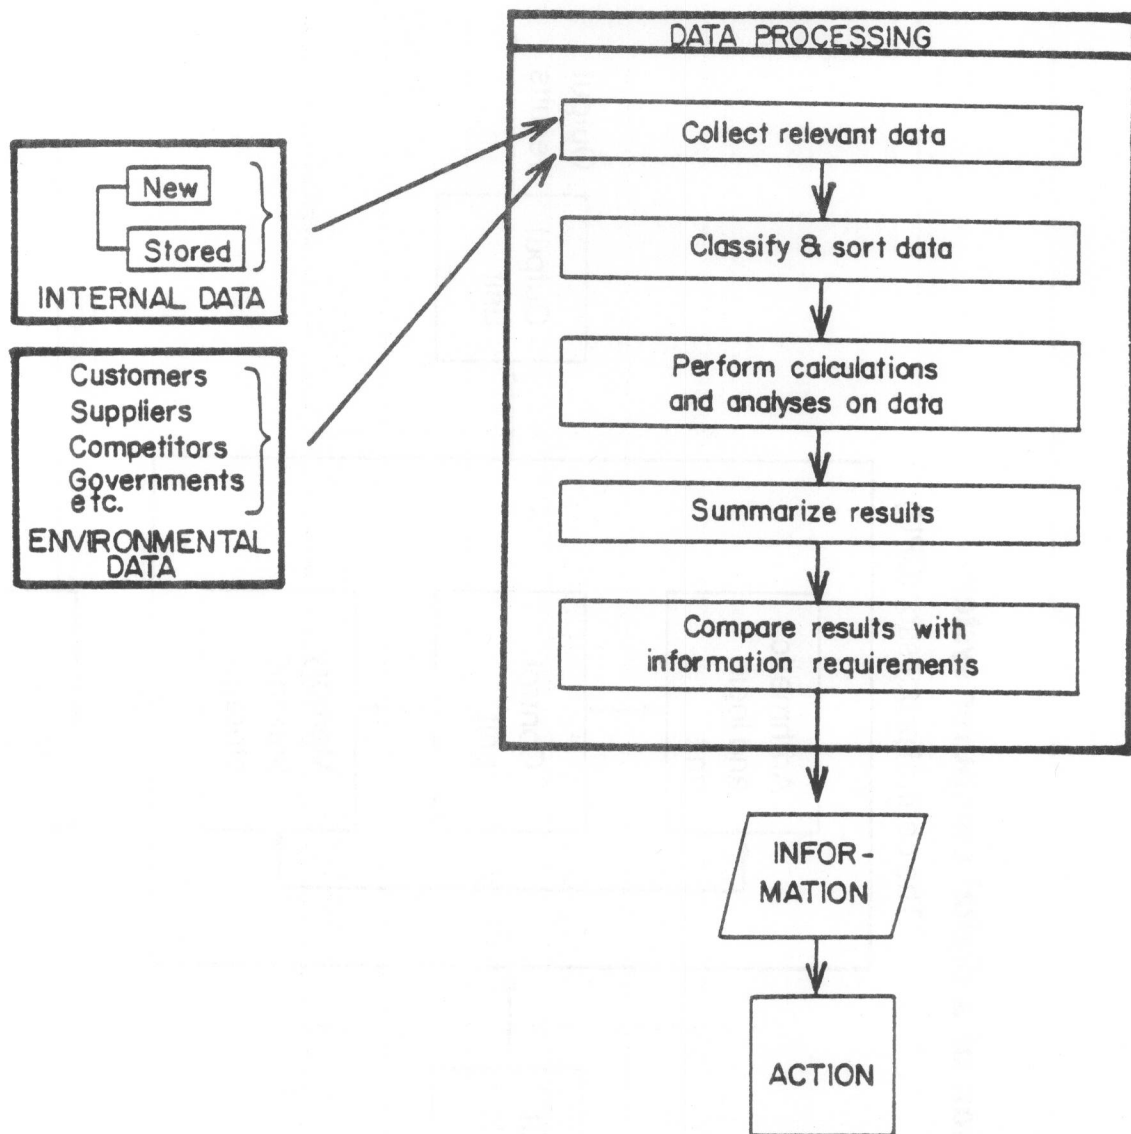 DATA PROCESSING
Collect relevant data
Classify & sort data
Perform calculations
and analyses on data
Summarize results
Compare results with
information requirements
New
Stored
INTERNAL DATA
Customers
Suppliers
Competitors
Governments
etc.
ENVIRONMENTAL
DATA
INFOR-
MATION
ACTION